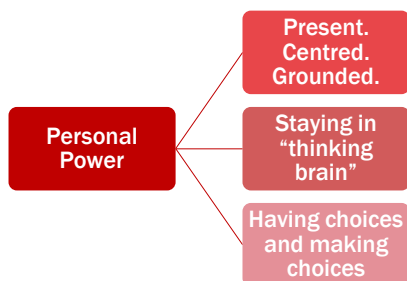 Personal
Power
Present.
Centred.
Grounded.
Staying in
“thinking
brain”
Having choices
and making
choices